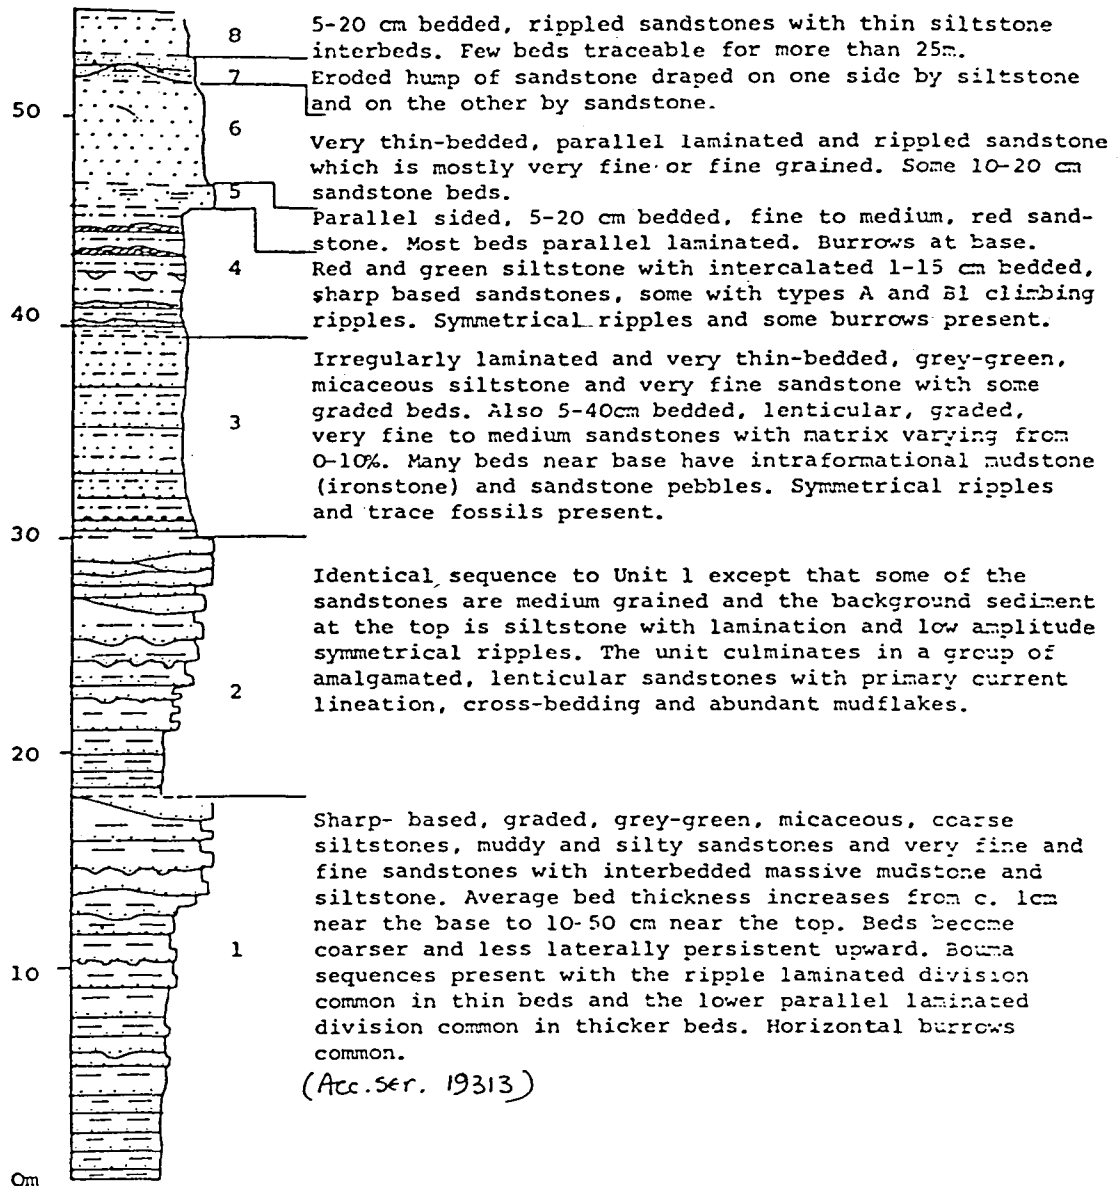 8
5-20 cm bedded, rippled sandstones with thin siltstone
interbeds. Few beds traceable for more than 25m.
7
Eroded hump of sandstone draped on one side by siltstone
and on the other by sandstone.
50
6
Very thin-bedded, parallel laminated and rippled sandstone
which is mostly very fine or fine grained. Some 10-20 cm
sandstone beds.
5
Parallel sided, 5-20 cm bedded, fine to medium, red sand-
stone. Most beds parallel laminated. Burrows at base.
4
Red and green siltstone with intercalated 1-15 cm bedded,
sharp based sandstones, some with types A and B1 climbing
ripples. Symmetrical ripples and some burrows present.
40
Irregularly laminated and very thin-bedded, grey-green,
micaceous siltstone and very fine sandstone with some
graded beds. Also 5-40cm bedded, lenticular, graded,
3
very fine to medium sandstones with matrix varying from
0-10%. Many beds near base have intraformational mudstone
(ironstone) and sandstone pebbles. Symmetrical ripples
and trace fossils present.
30
Identical sequence to Unit 1 except that some of the
sandstones are medium grained and the background sediment
at the top is siltstone with lamination and low amplitude
symmetrical ripples. The unit culminates in a group of
amalgamated, lenticular sandstones with primary current
2
lineation, cross-bedding and abundant mudflakes.
20
Sharp- based, graded, grey-green, micaceous, coarse
siltstones, muddy and silty sandstones and very fine and
fine sandstones with interbedded massive mudstone and
siltstone. Average bed thickness increases from c. 1cm
near the base to 10-50 cm near the top. Beds become
1
coarser and less laterally persistent upward. Bouma
10
sequences present with the ripple laminated division
common in thin beds and the lower parallel laminated
division common in thicker beds. Horizontal burrows
common.
(Acc.ser. 19313)
0m